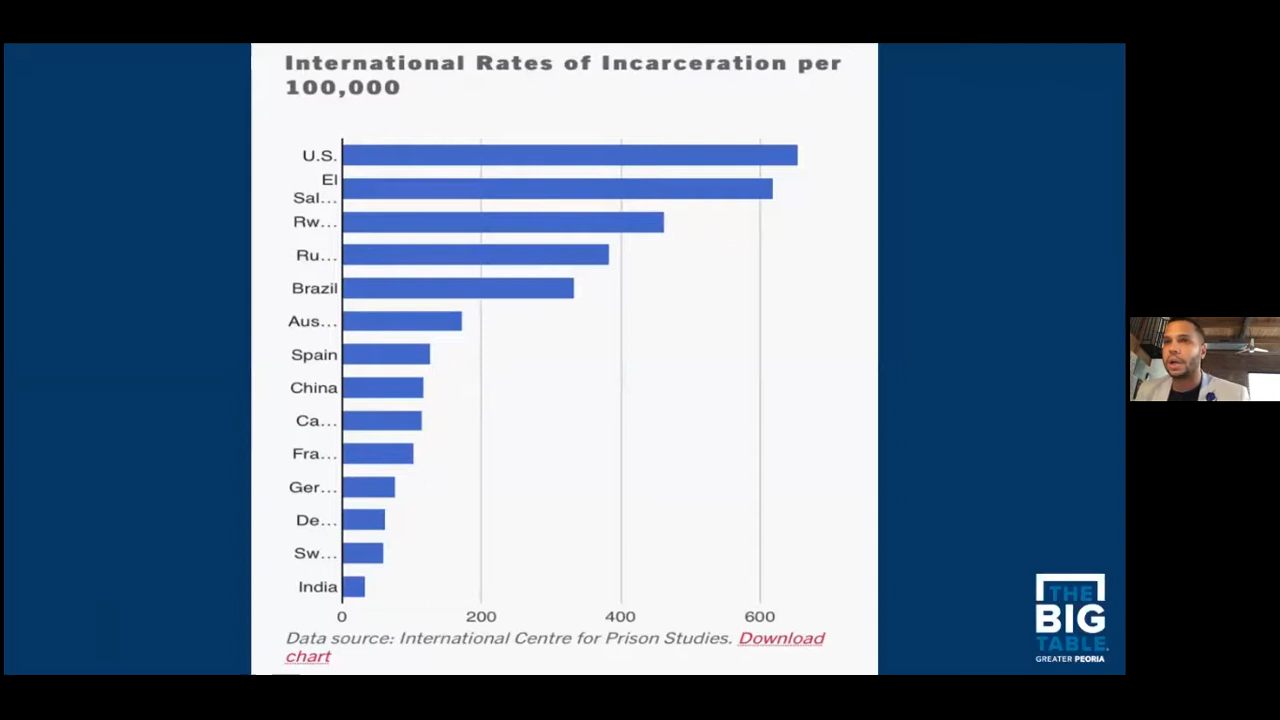 International Rates of Incarceration per
100,000
U.S.
El
Sal...
Rw...
Ru...
Brazil
Aus...
Spain
China
Ca...
Fra...
Ger...
De...
Sw...
India
0 200 400 600
Data source: International Centre for Prison Studies. Download
chart
THE
BIG
TABLE.
GREATER PEORIA